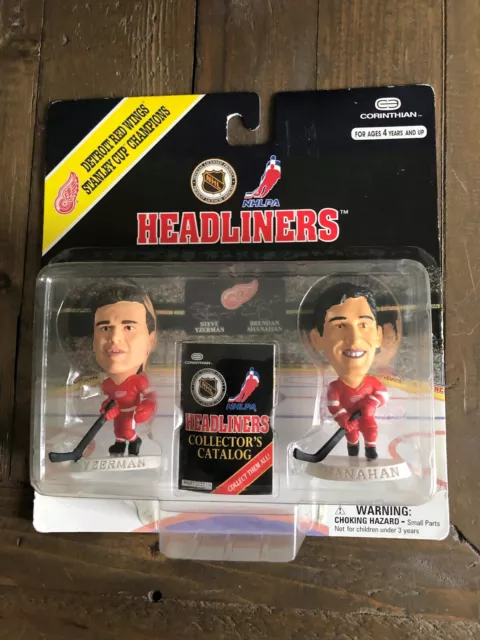 DETROIT RED WINGS
STANLEY CUP CHAMPIONS
CORINTHIAN™
FOR AGES 4 YEARS AND UP
NHL
NHLPA
HEADLINERS™
STEVE YZERMAN
BRENDAN SHANAHAN
CORINTHIAN
NHL
NHLPA
HEADLINERS
COLLECTOR'S
CATALOG
COLLECT THEM ALL!
YZERMAN
SHANAHAN
WARNING:
CHOKING HAZARD - Small Parts
Not for children under 3 years